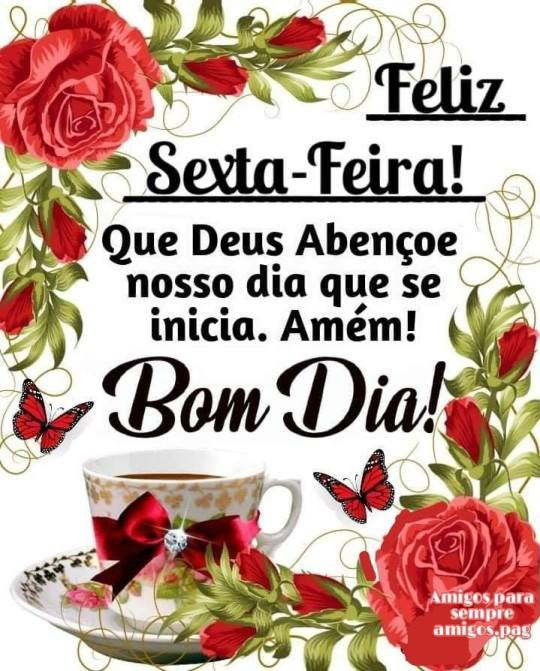 Feliz
Sexta-Feira!
Que Deus Abençoe
nosso dia que se
inicia. Amém!
Bom Dia!
Amigos para
sempre
amigos.pag